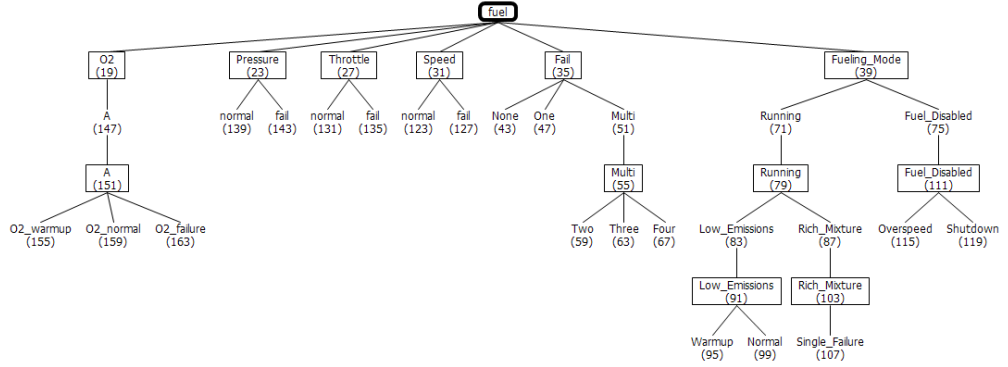 fuel
O2 Pressure Throttle Speed Fail Fueling_Mode
(19) (23) (27) (31) (35) (39)
A normal fail normal fail normal fail None One Multi Running Fuel_Disabled
(147) (139) (143) (131) (135) (123) (127) (43) (47) (51) (71) (75)
A Multi Running Fuel_Disabled
(151) (55) (79) (111)
O2_warmup O2_normal O2_failure Two Three Four Low_Emissions Rich_Mixture Overspeed Shutdown
(155) (159) (163) (59) (63) (67) (83) (87) (115) (119)
Low_Emissions Rich_Mixture
(91) (103)
Warmup Normal Single_Failure
(95) (99) (107)